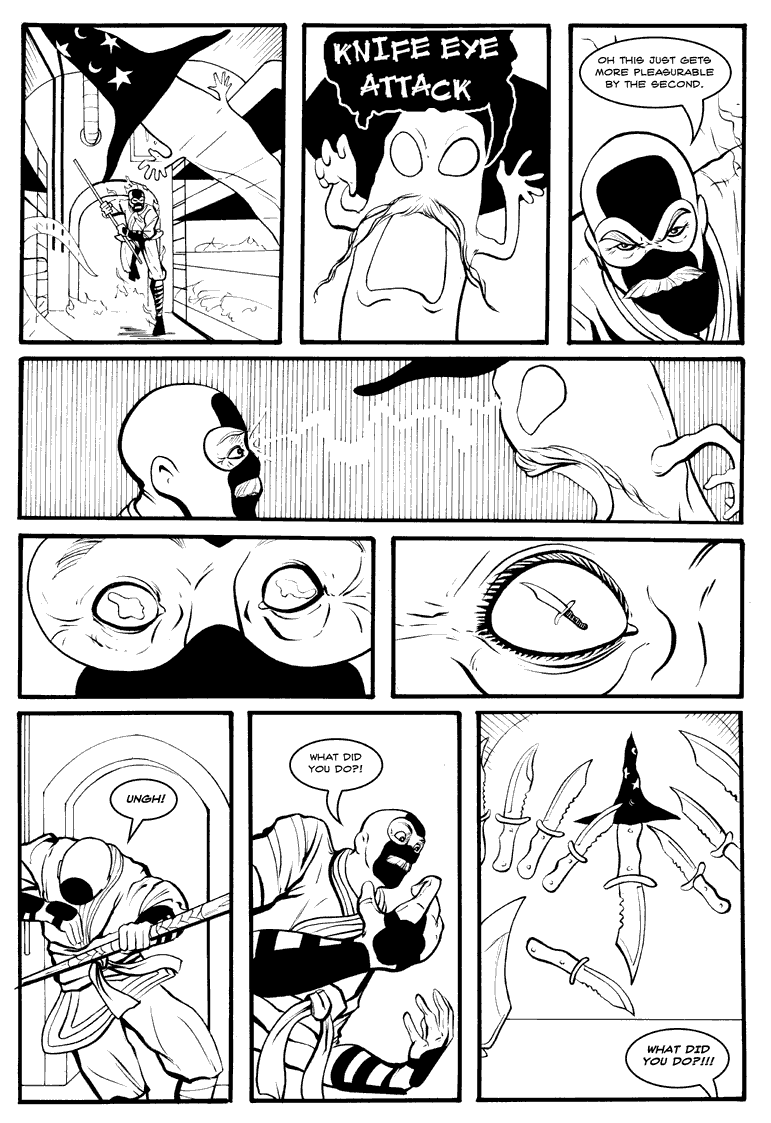 KNIFE EYE
ATTACK
OH THIS JUST GETS
MORE PLEASURABLE
BY THE SECOND.
UNGH!
WHAT DID
YOU DO?!
WHAT DID
YOU DO?!!!